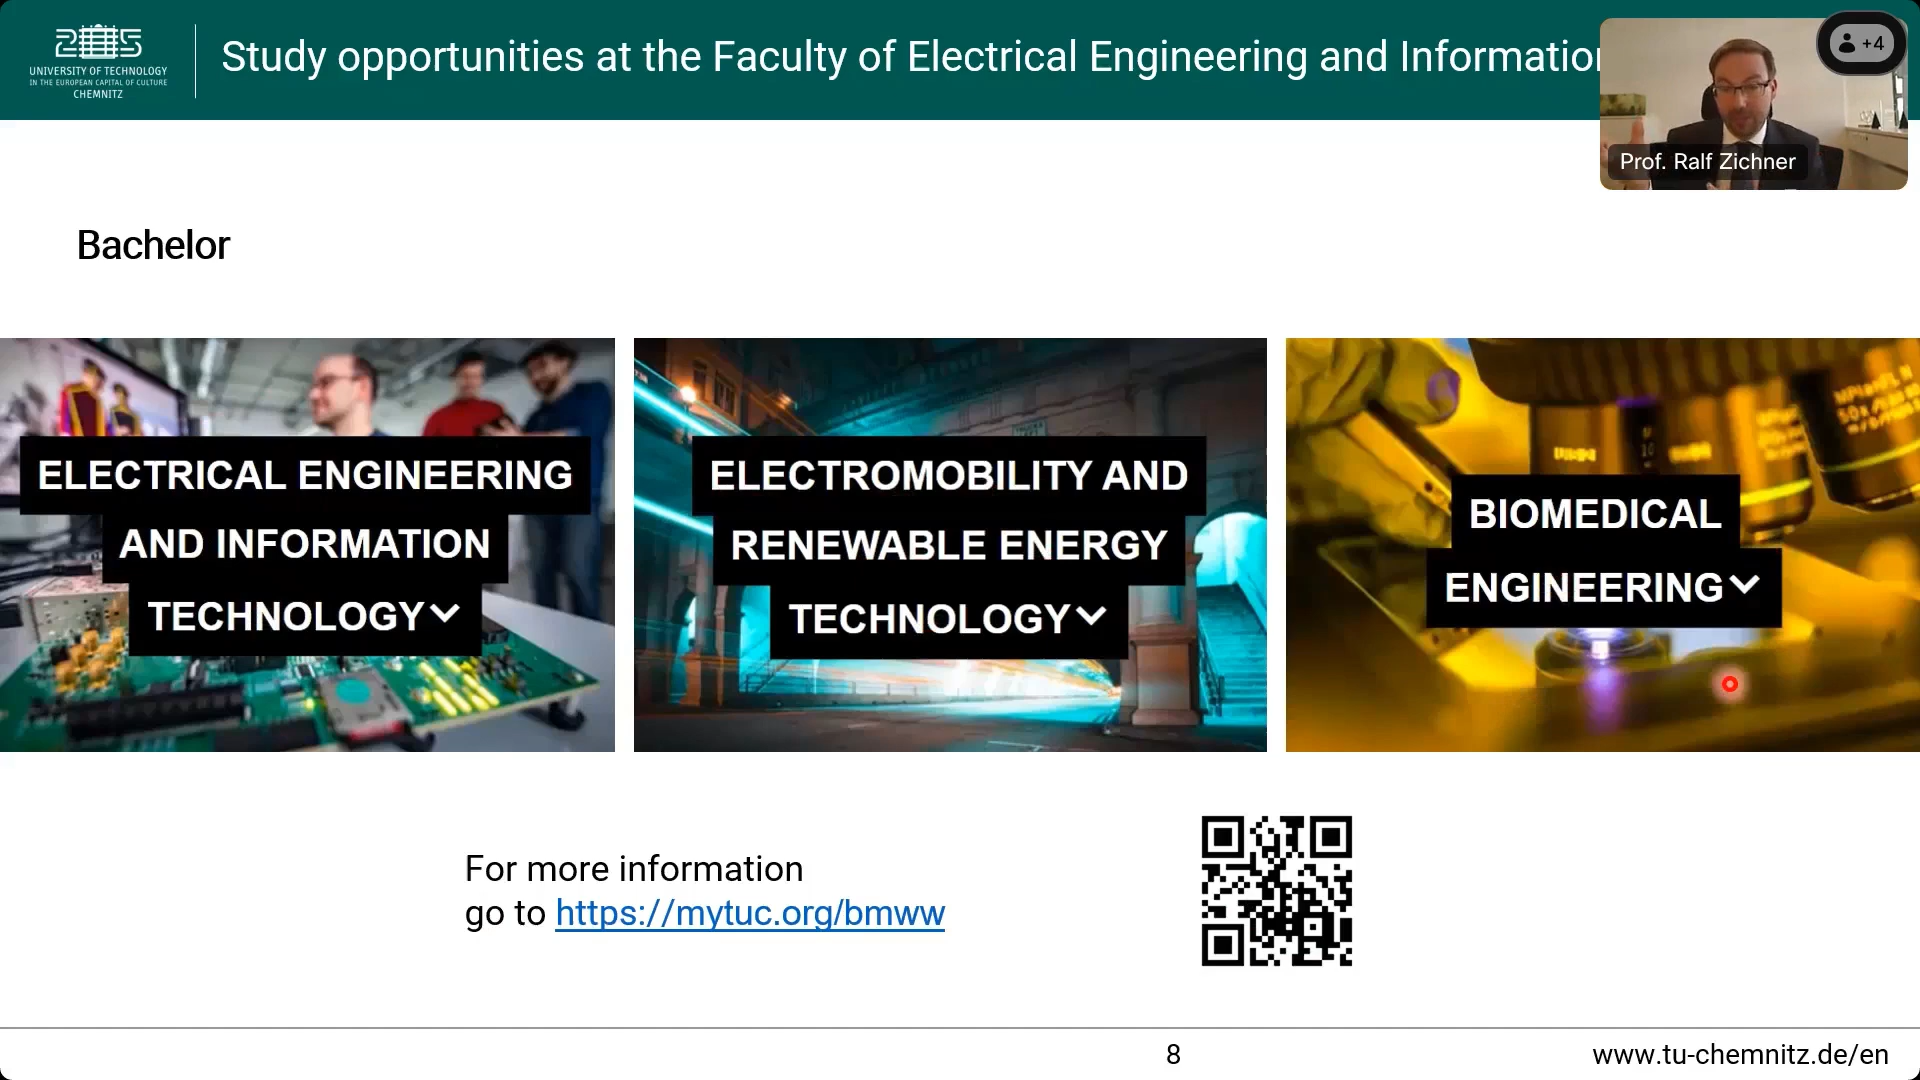 2025
UNIVERSITY OF TECHNOLOGY
IN THE EUROPEAN CAPITAL OF CULTURE
CHEMNITZ
Study opportunities at the Faculty of Electrical Engineering and Information
+4
Prof. Ralf Zichner
Bachelor
ELECTRICAL ENGINEERING
AND INFORMATION
TECHNOLOGY
ELECTROMOBILITY AND
RENEWABLE ENERGY
TECHNOLOGY
BIOMEDICAL
ENGINEERING
For more information
go to https://mytuc.org/bmww
8
www.tu-chemnitz.de/en